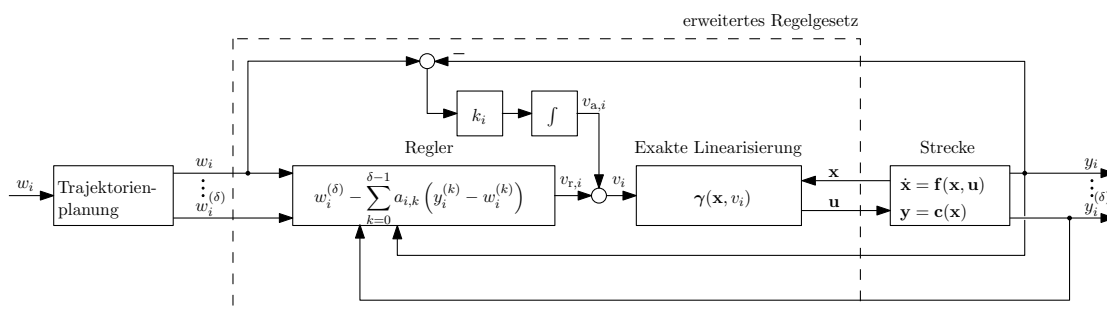 erweitertes Regelgesetz
−
k_i
∫
v_{a,i}
Regler
Exakte Linearisierung
Strecke
w_i
Trajektorien-
planung
w_i
⋮
w_i^{(δ)}
w_i^{(δ)} − \sum_{k=0}^{δ−1} a_{i,k} (y_i^{(k)} − w_i^{(k)})
v_{r,i}
v_i
γ(x, v_i)
x
u
ẋ = f(x, u)
y = c(x)
y_i
⋮
y_i^{(δ)}